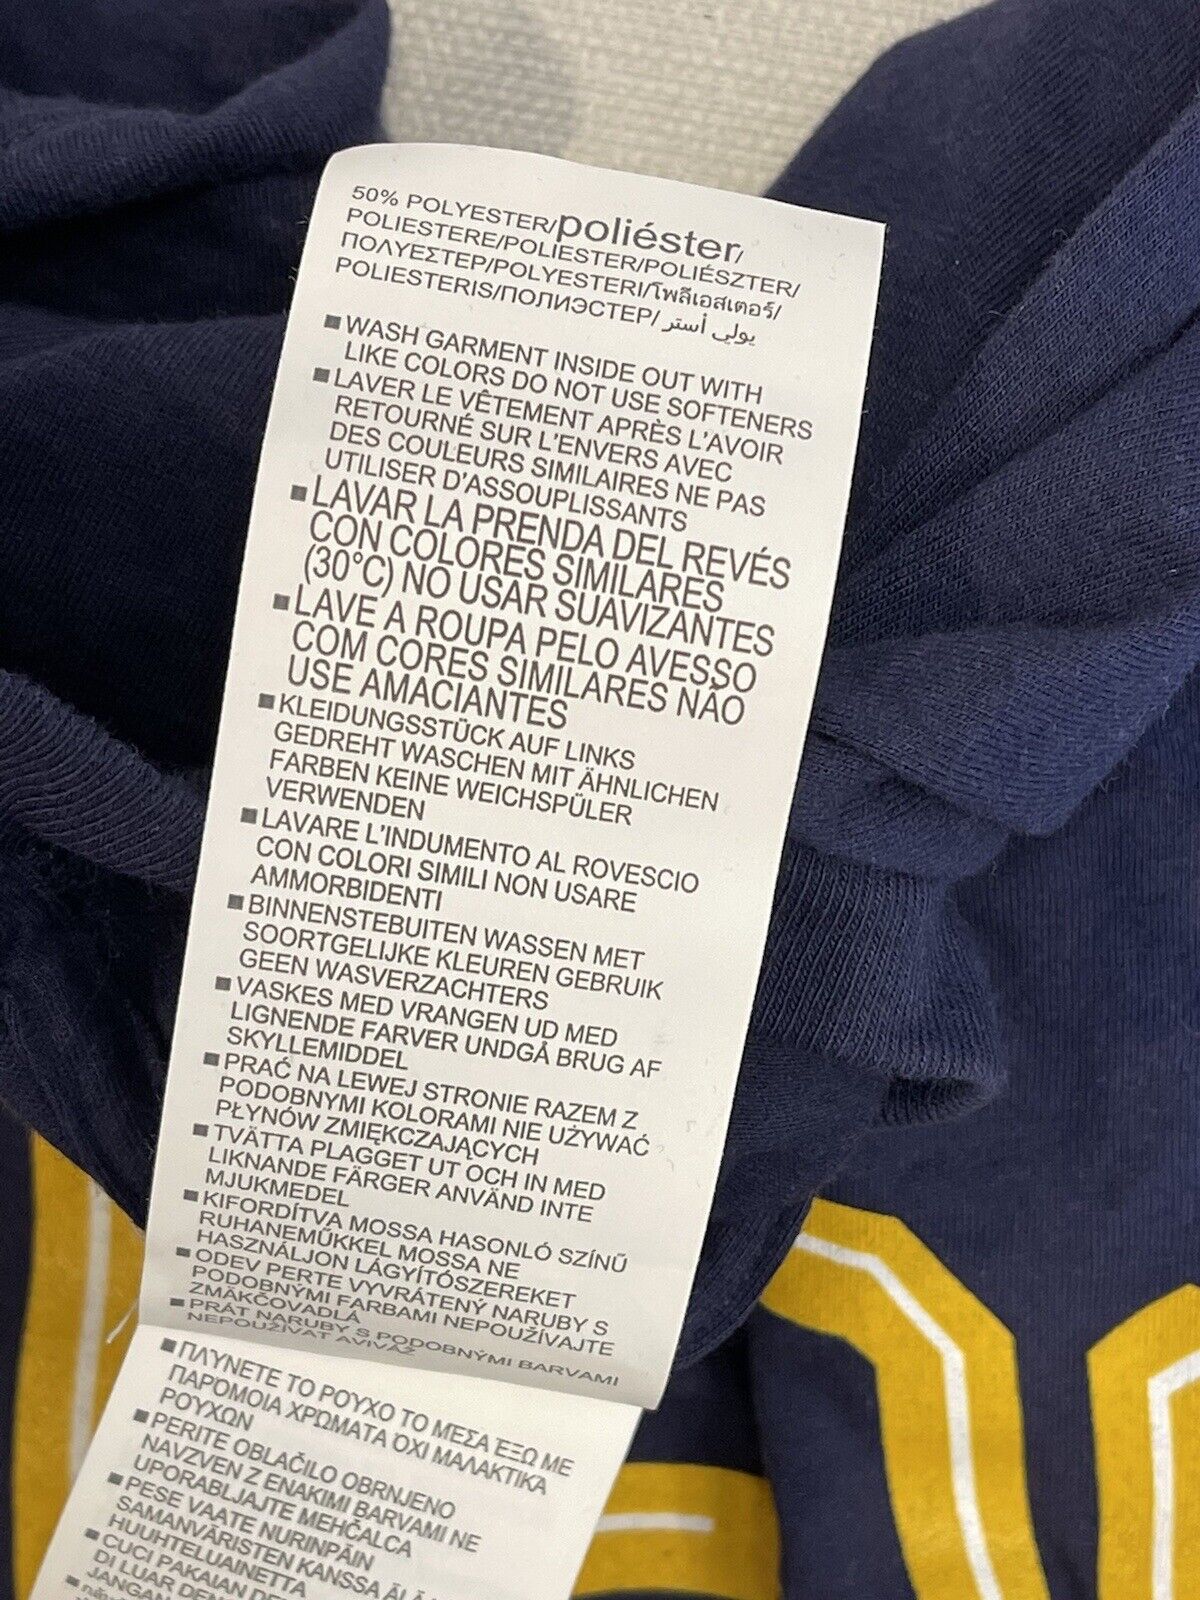 50% POLYESTER/poliéster/
POLIESTERE/POLIESTER/POLIÉSZTER/
ΠΟΛΥΕΣΤΕΡ/POLYESTERI/โพลีเอสเตอร์/
POLIESTERIS/ПОЛИЭСТЕР/ يولي أستر
▪ WASH GARMENT INSIDE OUT WITH
LIKE COLORS DO NOT USE SOFTENERS
▪ LAVER LE VÊTEMENT APRÈS L'AVOIR
RETOURNÉ SUR L'ENVERS AVEC
DES COULEURS SIMILAIRES NE PAS
UTILISER D'ASSOUPLISSANTS
▪ LAVAR LA PRENDA DEL REVÉS
CON COLORES SIMILARES
(30°C) NO USAR SUAVIZANTES
▪ LAVE A ROUPA PELO AVESSO
COM CORES SIMILARES NÃO
USE AMACIANTES
▪ KLEIDUNGSSTÜCK AUF LINKS
GEDREHT WASCHEN MIT ÄHNLICHEN
FARBEN KEINE WEICHSPÜLER
VERWENDEN
▪ LAVARE L'INDUMENTO AL ROVESCIO
CON COLORI SIMILI NON USARE
AMMORBIDENTI
▪ BINNENSTEBUITEN WASSEN MET
SOORTGELIJKE KLEUREN GEBRUIK
GEEN WASVERZACHTERS
▪ VASKES MED VRANGEN UD MED
LIGNENDE FARVER UNDGÅ BRUG AF
SKYLLEMIDDEL
▪ PRAĆ NA LEWEJ STRONIE RAZEM Z
PODOBNYMI KOLORAMI NIE UŻYWAĆ
PŁYNÓW ZMIĘKCZAJĄCYCH
▪ TVÄTTA PLAGGET UT OCH IN MED
LIKNANDE FÄRGER ANVÄND INTE
MJUKMEDEL
▪ KIFORDÍTVA MOSSA HASONLÓ SZÍNŰ
RUHANEMŰKKEL MOSSA NE
HASZNÁLJON LÁGYÍTÓSZEREKET
▪ ODEV PERTE VYVRÁTENÝ NARUBY S
PODOBNÝMI FARBAMI NEPOUŽÍVAJTE
ZMÄKČOVADLÁ
▪ PRÁT NARUBY S PODOBNÝMI BARVAMI
NEPOUŽÍVAT AVIVÁŽ
▪ ΠΛΥΝΕΤΕ ΤΟ ΡΟΥΧΟ ΤΟ ΜΕΣΑ ΈΞΩ ΜΕ
ΠΑΡΟΜΟΙΑ ΧΡΩΜΑΤΑ ΌΧΙ ΜΑΛΑΚΤΙΚΑ
ΡΟΥΧΩΝ
▪ PERITE OBLAČILO OBRNJENO
NAVZVEN Z ENAKIMI BARVAMI NE
UPORABLJAJTE MEHČALCA
▪ PESE VAATE NURINPÄIN
SAMANVÄRISTEN KANSSA ÄLÄ
HUUHTELUAINETTA
▪ CUCI PAKAIAN
DI LUAR
JANGAN